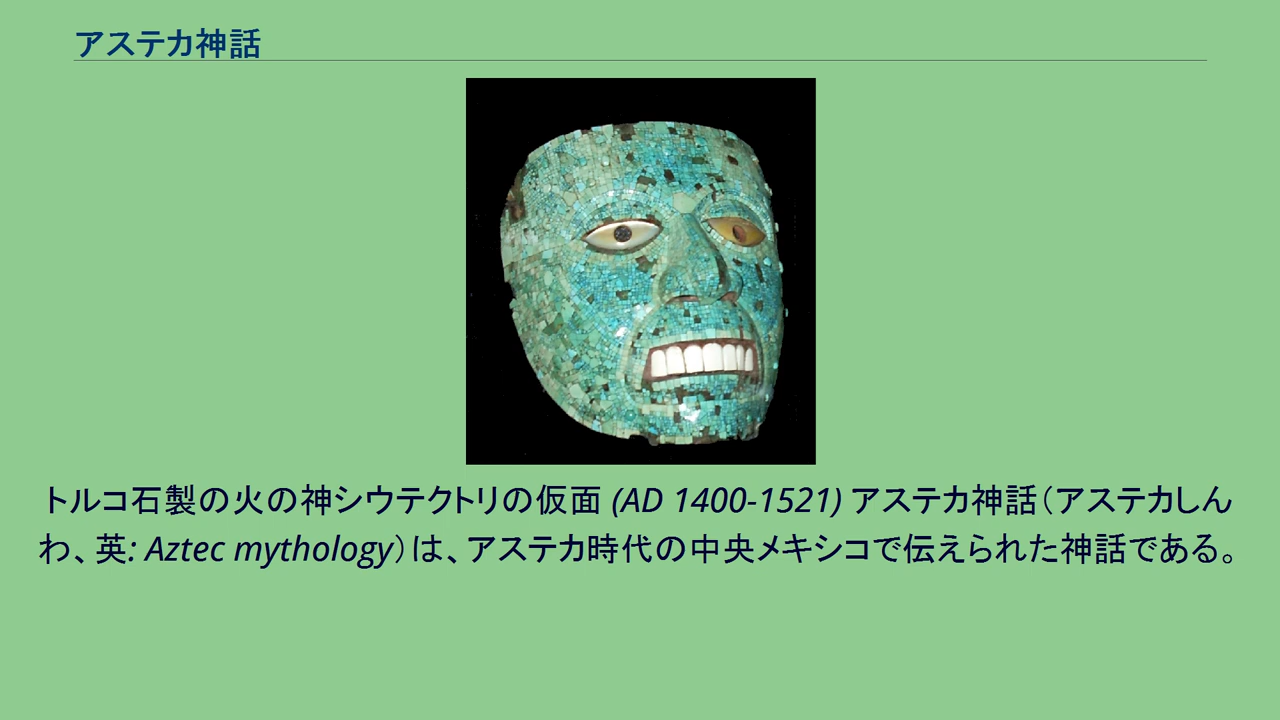 アステカ神話
トルコ石製の火の神シウテクトリの仮面 (AD 1400-1521) アステカ神話（アステカしん
わ、英: Aztec mythology）は、アステカ時代の中央メキシコで伝えられた神話である。